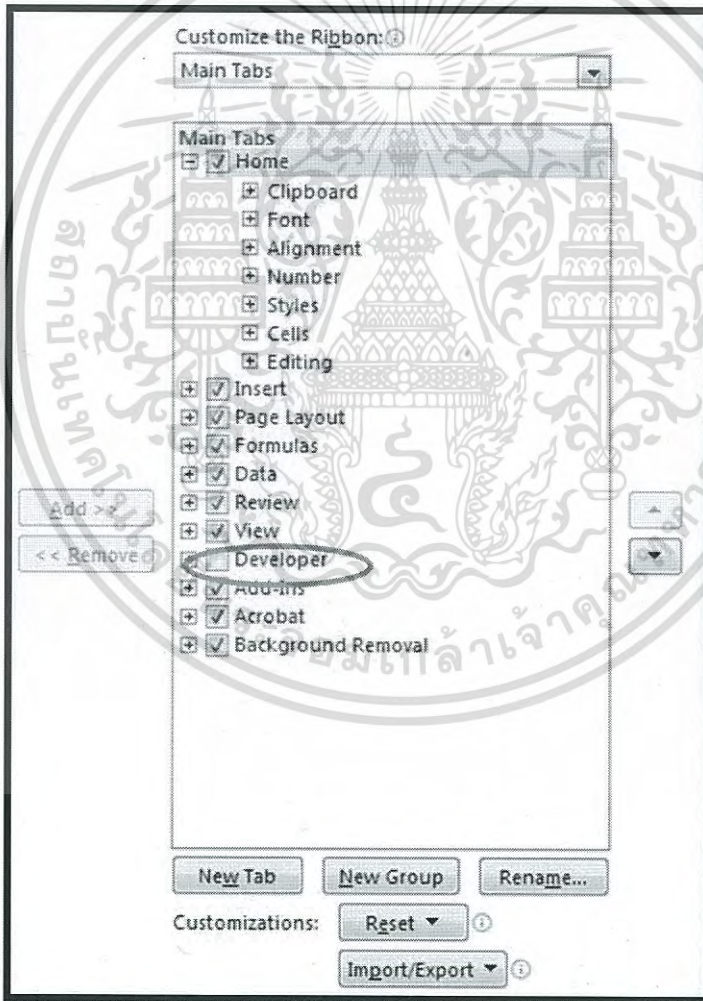 Customize the Ribbon:
Main Tabs
Main Tabs
Home
Clipboard
Font
Alignment
Number
Styles
Cells
Editing
Insert
Page Layout
Formulas
Data
Review
View
Developer
Add-Ins
Acrobat
Background Removal
Add >>
<< Remove
New Tab
New Group
Rename...
Customizations:
Reset
Import/Export